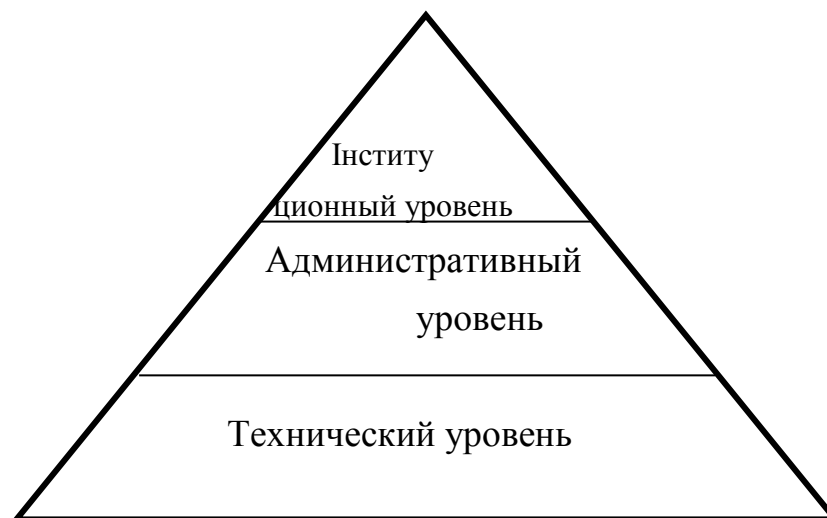 Інститу
ционный уровень
Административный
уровень
Технический уровень